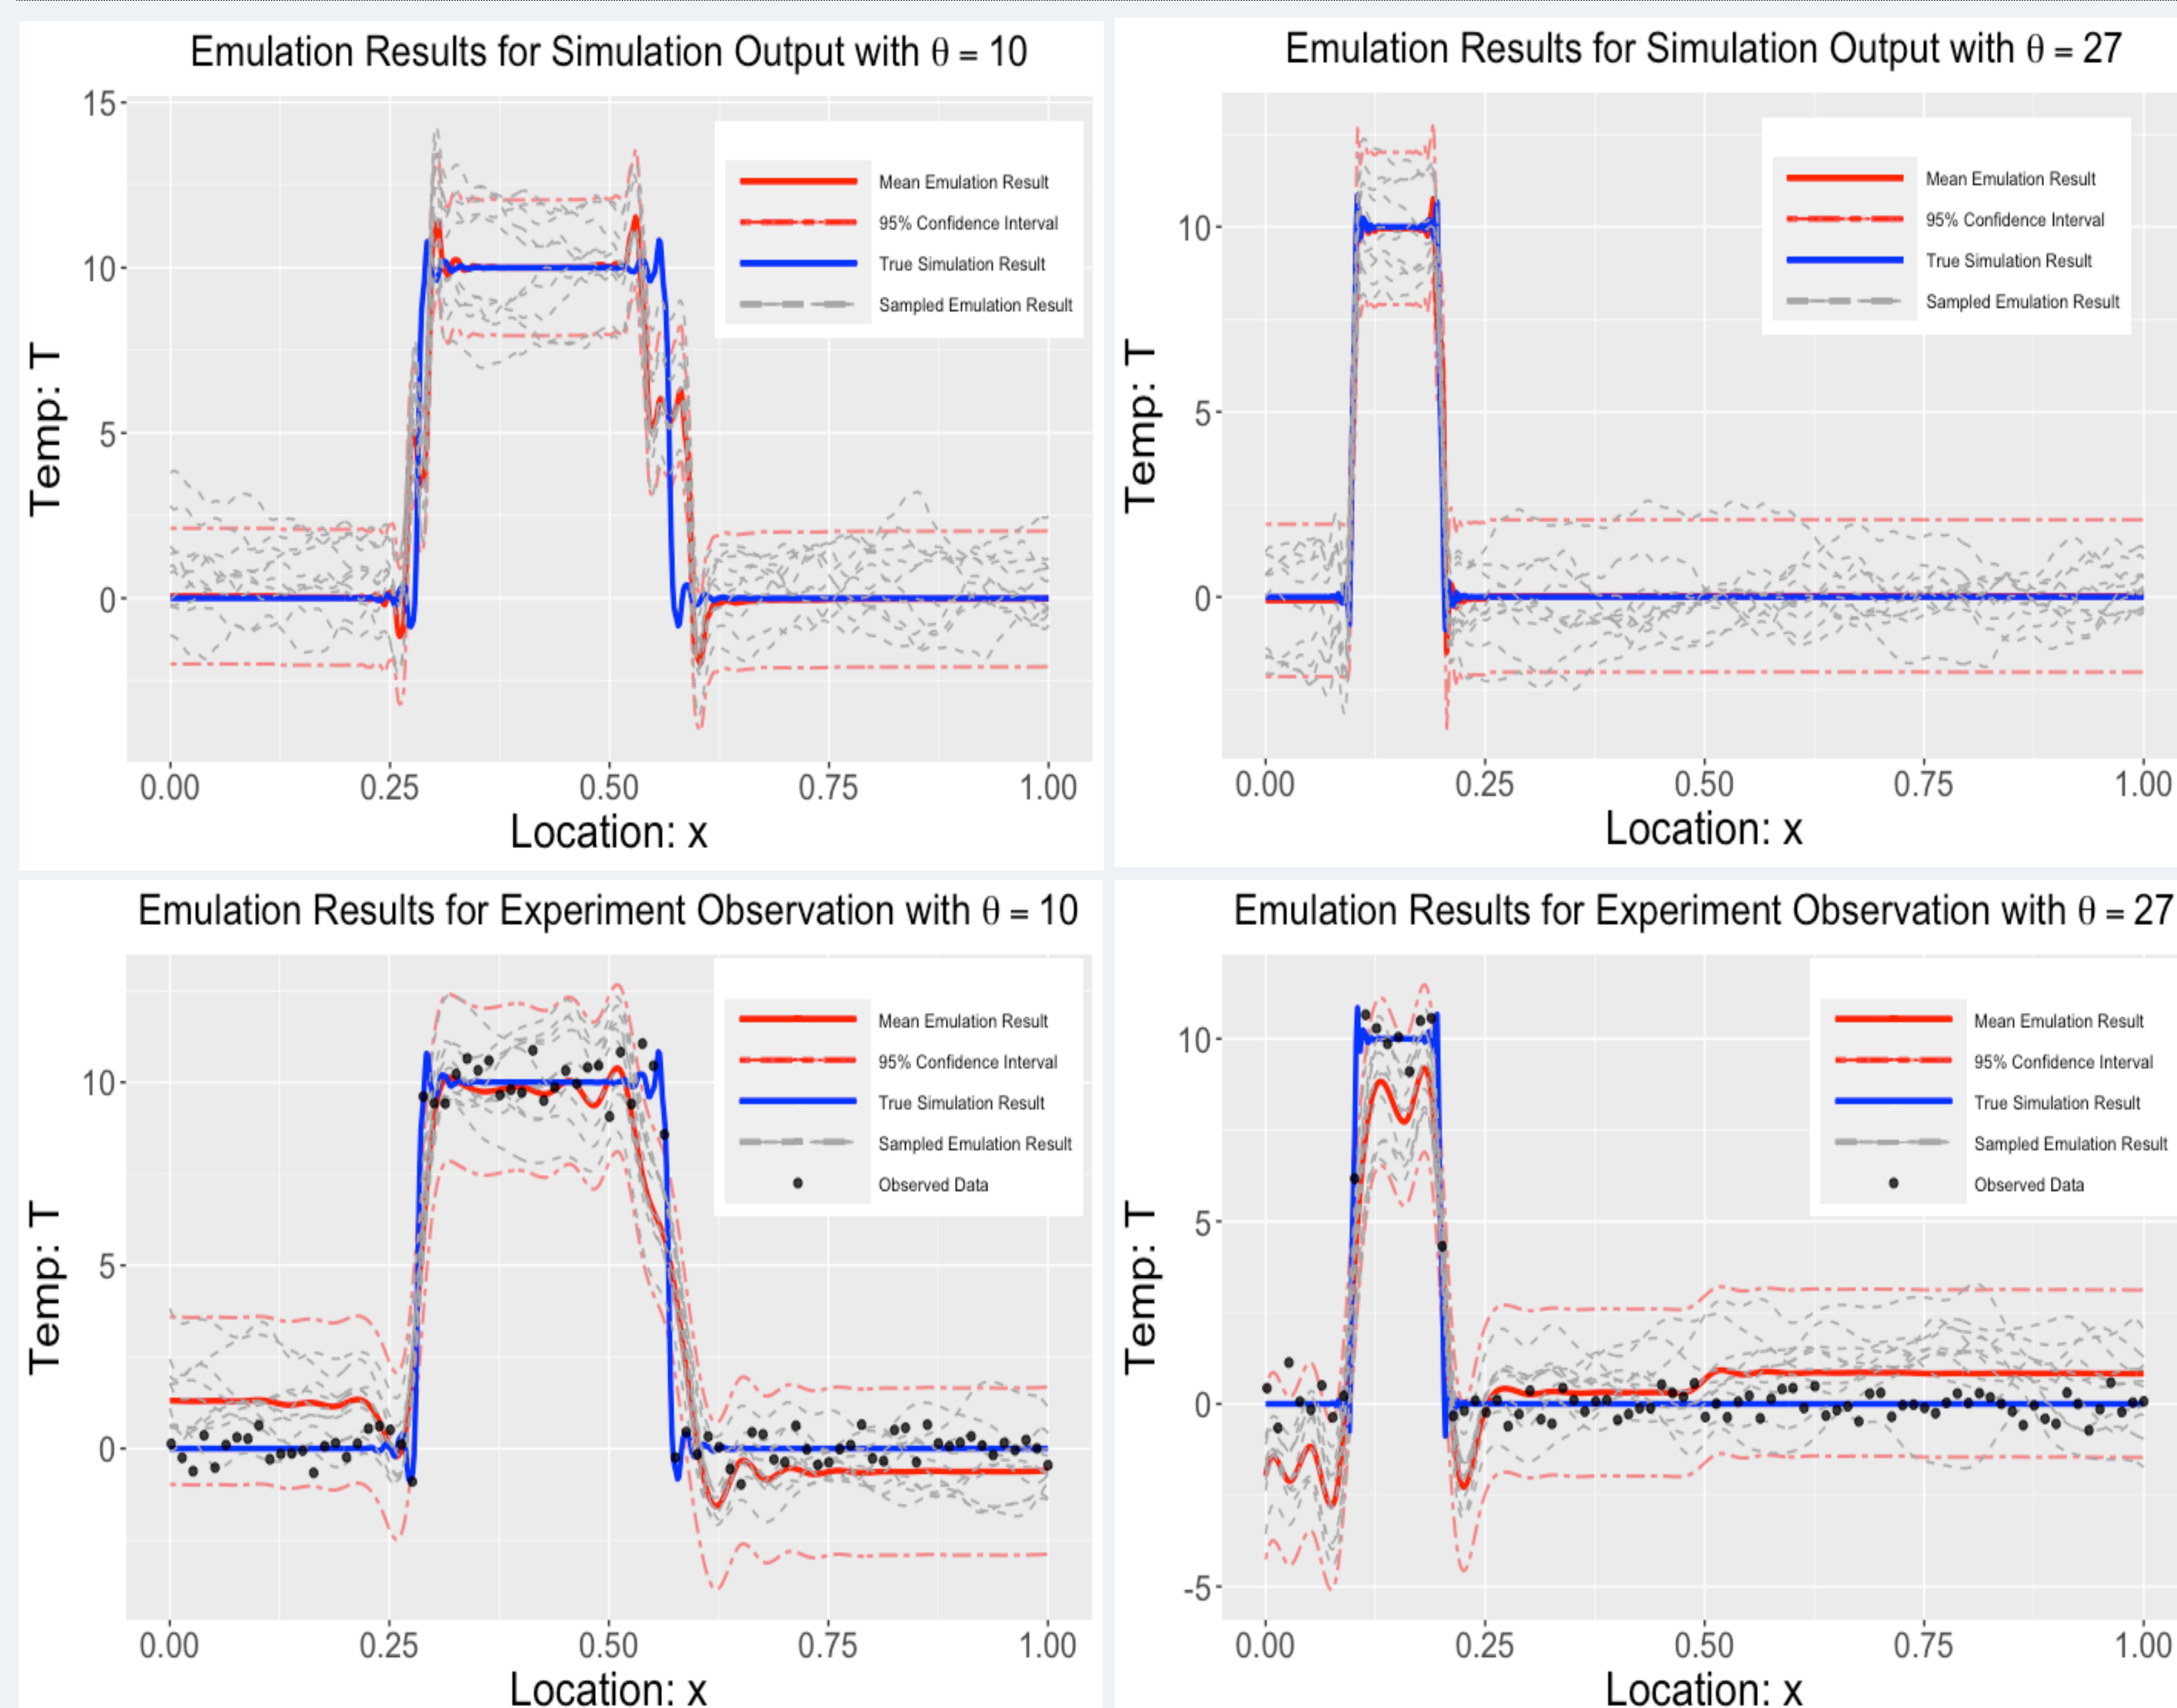 Emulation Results for Simulation Output with θ = 10
15
10
5
0
Temp: T
Mean Emulation Result
95% Confidence Interval
True Simulation Result
Sampled Emulation Result
0.00 0.25 0.50 0.75 1.00
Location: x
Emulation Results for Simulation Output with θ = 27
10
5
0
Temp: T
Mean Emulation Result
95% Confidence Interval
True Simulation Result
Sampled Emulation Result
0.00 0.25 0.50 0.75 1.00
Location: x
Emulation Results for Experiment Observation with θ = 10
10
5
0
Temp: T
Mean Emulation Result
95% Confidence Interval
True Simulation Result
Sampled Emulation Result
Observed Data
0.00 0.25 0.50 0.75 1.00
Location: x
Emulation Results for Experiment Observation with θ = 27
10
5
0
-5
Temp: T
Mean Emulation Result
95% Confidence Interval
True Simulation Result
Sampled Emulation Result
Observed Data
0.00 0.25 0.50 0.75 1.00
Location: x